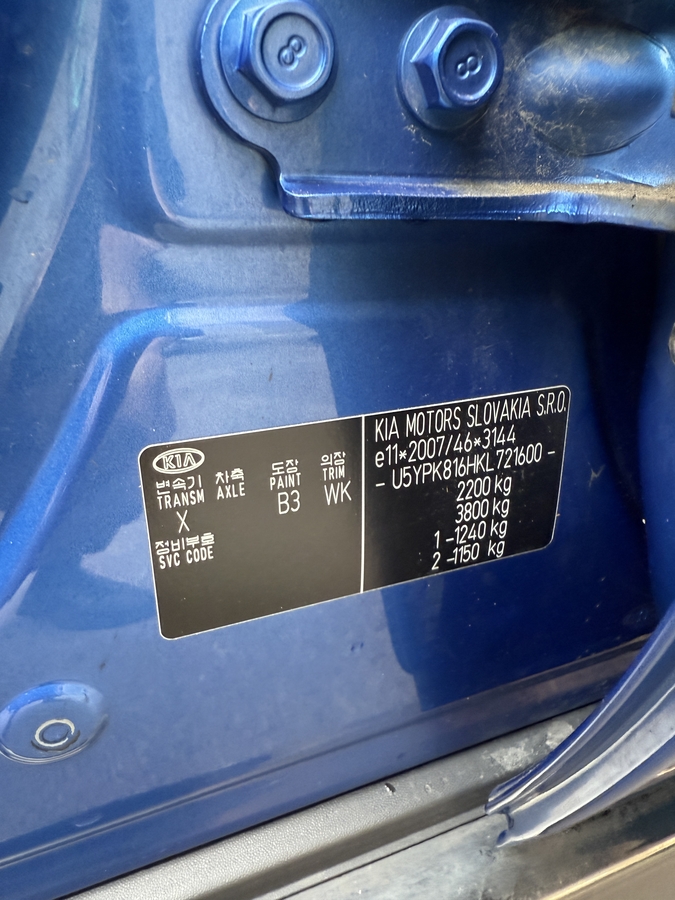 8
8
KIA
변속기 차축 도장 의장
TRANSM AXLE PAINT TRIM
X B3 WK
정비부호
SVC CODE
KIA MOTORS SLOVAKIA S.R.O.
e11*2007/46*3144
- U5YPK816HKL721600 -
2200 kg
3800 kg
1 -1240 kg
2 -1150 kg